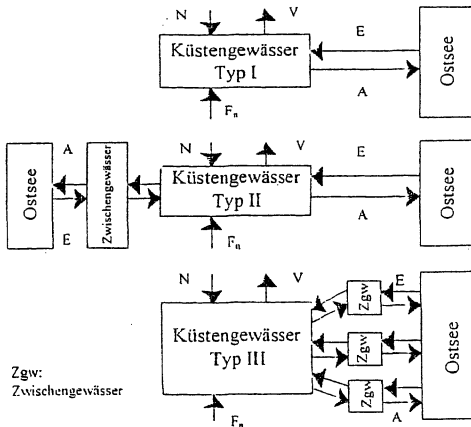 N V E
Küstengewässer
Typ I
A
Fn
Ostsee
A
E
Ostsee
Zwischengewässer
N V E
Küstengewässer
Typ II
A
Fn
Ostsee
N V
Küstengewässer
Typ III
Fn
E
Zgw
Zgw
Zgw
A
Ostsee
Zgw:
Zwischengewässer